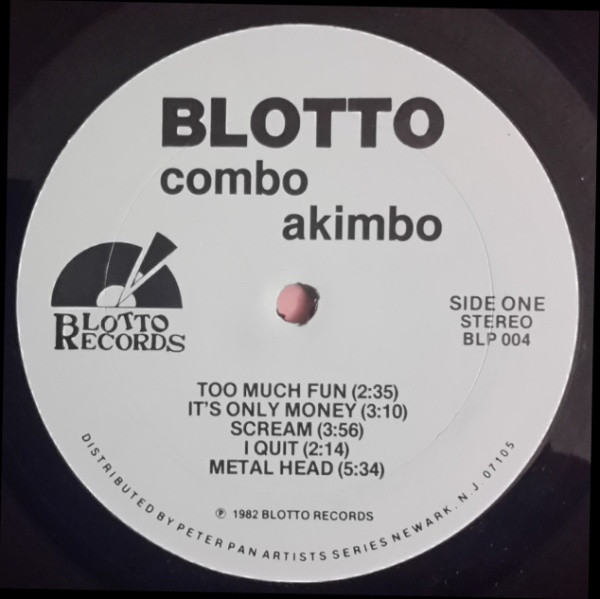 BLOTTO
combo
akimbo
BLOTTO
RECORDS
SIDE ONE
STEREO
BLP 004
TOO MUCH FUN (2:35)
IT'S ONLY MONEY (3:10)
SCREAM (3:56)
I QUIT (2:14)
METAL HEAD (5:34)
℗ 1982 BLOTTO RECORDS
DISTRIBUTED BY PETER PAN ARTISTS SERIES NEWARK. N.J. 07105